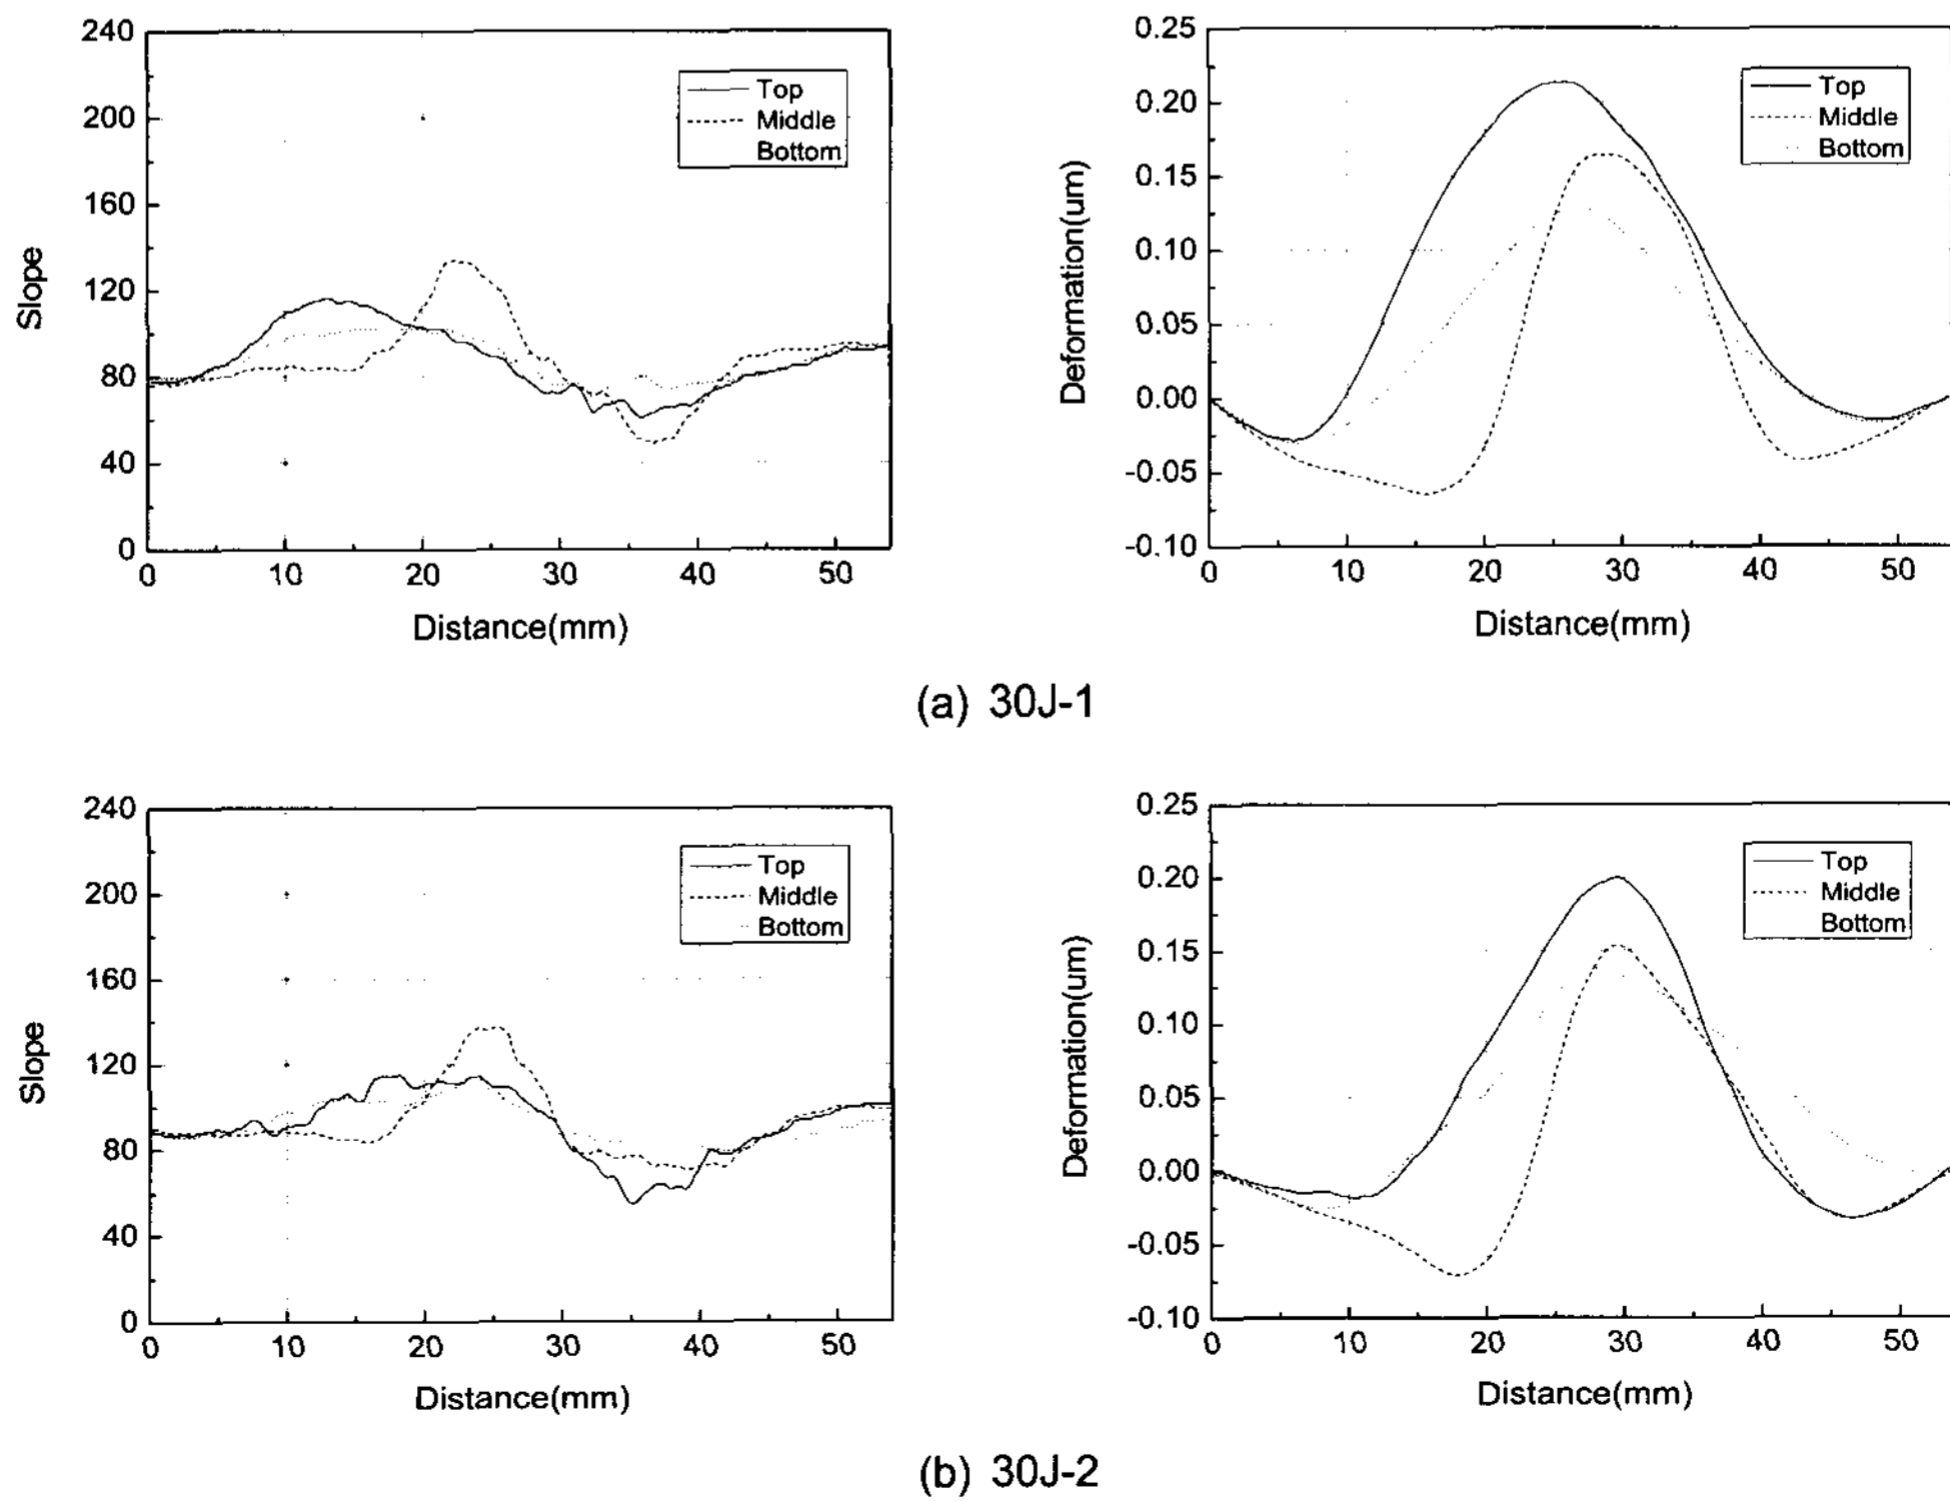 240
200
160
120
80
40
0
Slope
Top
Middle
Bottom
0 10 20 30 40 50
Distance(mm)
0.25
0.20
0.15
0.10
0.05
0.00
-0.05
-0.10
Deformation(um)
Top
Middle
Bottom
0 10 20 30 40 50
Distance(mm)
(a) 30J-1
240
200
160
120
80
40
0
Slope
Top
Middle
Bottom
0 10 20 30 40 50
Distance(mm)
0.25
0.20
0.15
0.10
0.05
0.00
-0.05
-0.10
Deformation(um)
Top
Middle
Bottom
0 10 20 30 40 50
Distance(mm)
(b) 30J-2